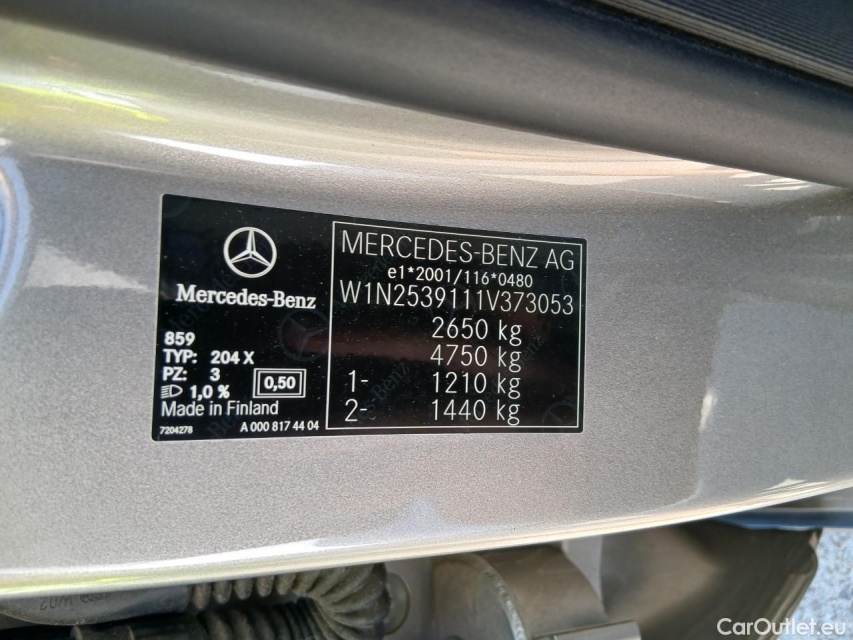 Mercedes-Benz
859
TYP: 204 X
PZ: 3
1,0 % 0,50
Made in Finland
7204278 A 000 817 44 04
MERCEDES-BENZ AG
e1*2001/116*0480
W1N2539111V373053
2650 kg
4750 kg
1- 1210 kg
2- 1440 kg
CarOutlet.eu